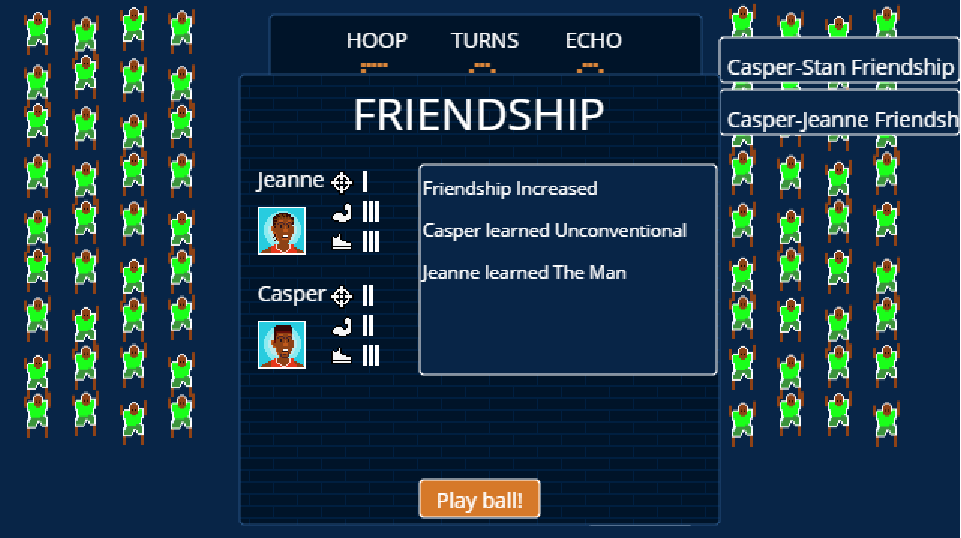 HOOP TURNS ECHO
Casper-Stan Friendship
Casper-Jeanne Friendsh
FRIENDSHIP
Jeanne
Friendship Increased
Casper learned Unconventional
Jeanne learned The Man
Casper
Play ball!